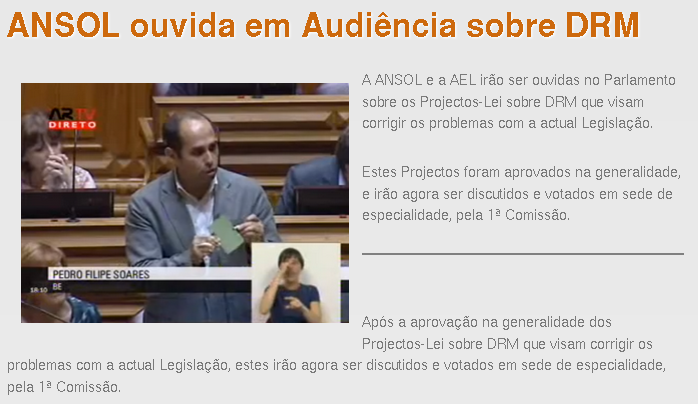 ANSOL ouvida em Audiência sobre DRM
ARTV
DIRETO
PEDRO FILIPE SOARES
18:10 BE
A ANSOL e a AEL irão ser ouvidas no Parlamento
sobre os Projectos-Lei sobre DRM que visam
corrigir os problemas com a actual Legislação.
Estes Projectos foram aprovados na generalidade,
e irão agora ser discutidos e votados em sede de
especialidade, pela 1ª Comissão.
Após a aprovação na generalidade dos
Projectos-Lei sobre DRM que visam corrigir os
problemas com a actual Legislação, estes irão agora ser discutidos e votados em sede de especialidade,
pela 1ª Comissão.